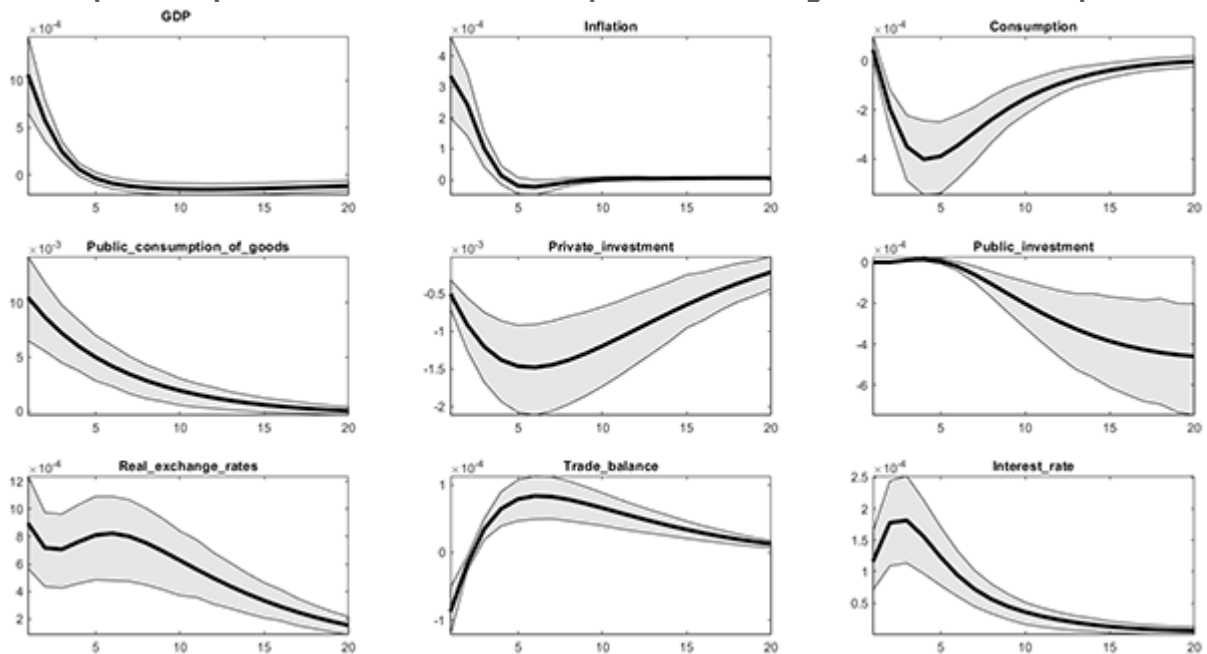 GDP Inflation Consumption
×10⁻⁴ ×10⁻⁴ ×10⁻⁴
10 4 0
5 3 -2
0 2 -4
1
0
5 10 15 20 5 10 15 20 5 10 15 20
Public_consumption_of_goods Private_investment Public_investment
×10⁻³ ×10⁻³ ×10⁻⁴
10 -0.5 0
5 -1 -2
0 -1.5 -4
-2 -6
5 10 15 20 5 10 15 20 5 10 15 20
Real_exchange_rates Trade_balance Interest_rate
×10⁻⁴ ×10⁻⁴ ×10⁻⁴
12 1 2.5
10 0 2
8 -1 1.5
6 1
4 0.5
2
5 10 15 20 5 10 15 20 5 10 15 20